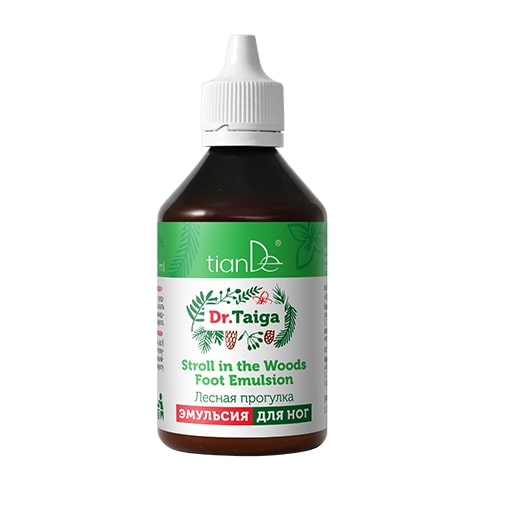 tianDe®
Dr.Taiga
Stroll in the Woods
Foot Emulsion
Лесная прогулка
ЭМУЛЬСИЯ ДЛЯ НОГ